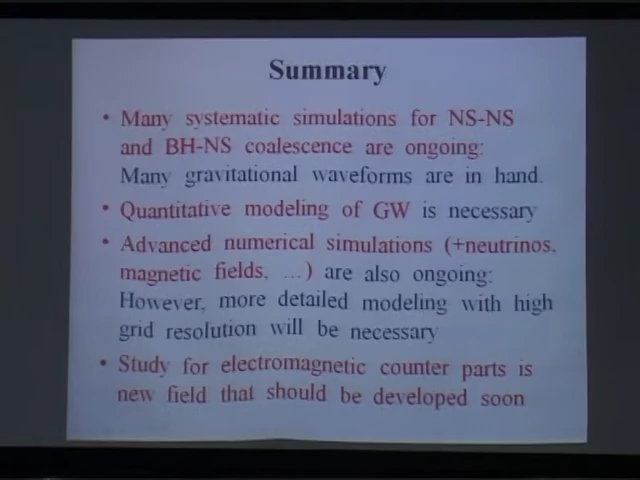 Summary
• Many systematic simulations for NS-NS
and BH-NS coalescence are ongoing:
Many gravitational waveforms are in hand.
• Quantitative modeling of GW is necessary
• Advanced numerical simulations (+neutrinos,
magnetic fields, …) are also ongoing:
However, more detailed modeling with high
grid resolution will be necessary
• Study for electromagnetic counter parts is
new field that should be developed soon